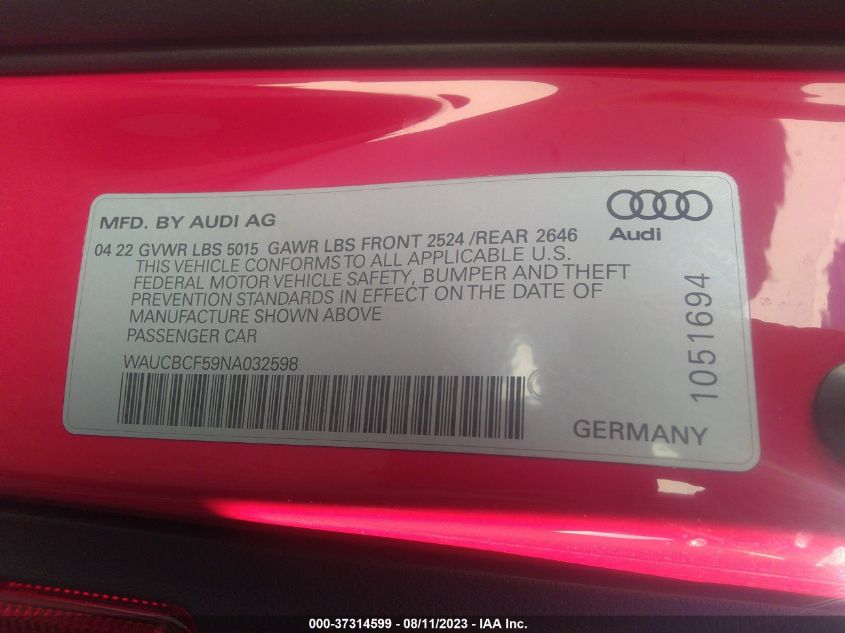 MFD. BY AUDI AG
Audi
04 22 GVWR LBS 5015 GAWR LBS FRONT 2524 /REAR 2646
THIS VEHICLE CONFORMS TO ALL APPLICABLE U.S.
FEDERAL MOTOR VEHICLE SAFETY, BUMPER AND THEFT
PREVENTION STANDARDS IN EFFECT ON THE DATE OF
MANUFACTURE SHOWN ABOVE
PASSENGER CAR
WAUCBCF59NA032598
1051694
GERMANY
000-37314599 - 08/11/2023 - IAA Inc.